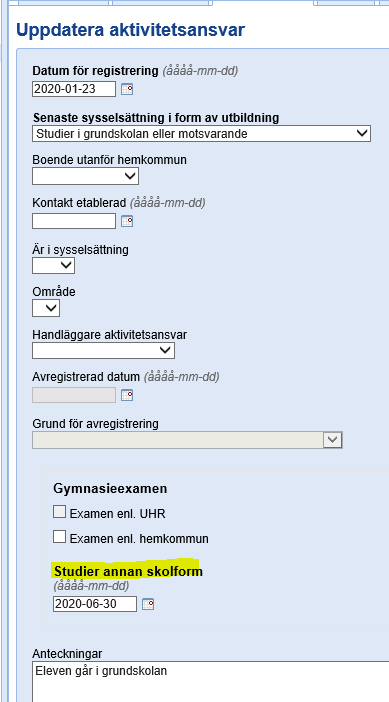 Uppdatera aktivitetsansvar
Datum för registrering (åååå-mm-dd)
2020-01-23
Senaste sysselsättning i form av utbildning
Studier i grundskolan eller motsvarande
Boende utanför hemkommun
Kontakt etablerad (åååå-mm-dd)
Är i sysselsättning
Område
Handläggare aktivitetsansvar
Avregistrerad datum (åååå-mm-dd)
Grund för avregistrering
Gymnasieexamen
Examen enl. UHR
Examen enl. hemkommun
Studier annan skolform
(åååå-mm-dd)
2020-06-30
Anteckningar
Eleven går i grundskolan